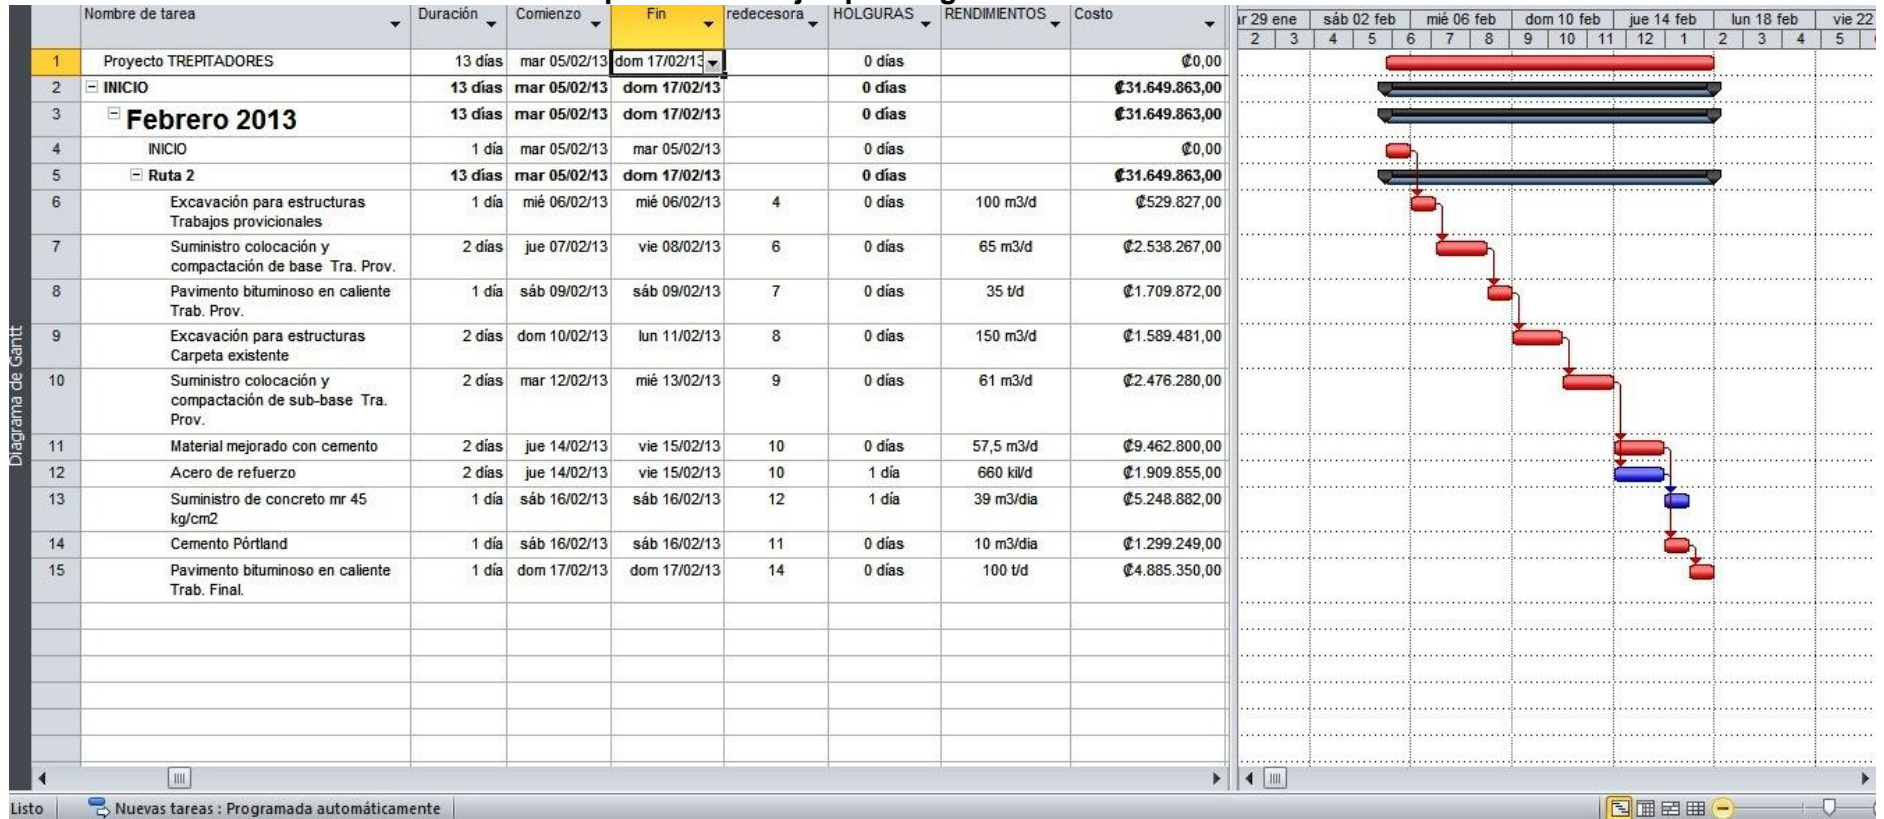 Nombre de tarea Duración Comienzo Fin redecesora HOLGURAS RENDIMIENTOS Costo
1 Proyecto TREPITADORES 13 días mar 05/02/13 dom 17/02/13 0 días ₡0,00
2 INICIO 13 días mar 05/02/13 dom 17/02/13 0 días ₡31.649.863,00
3 Febrero 2013 13 días mar 05/02/13 dom 17/02/13 0 días ₡31.649.863,00
4 INICIO 1 día mar 05/02/13 mar 05/02/13 0 días ₡0,00
5 Ruta 2 13 días mar 05/02/13 dom 17/02/13 0 días ₡31.649.863,00
6 Excavación para estructuras 1 día mié 06/02/13 mié 06/02/13 4 0 días 100 m3/d ₡529.827,00
Trabajos provicionales
7 Suministro colocación y 2 días jue 07/02/13 vie 08/02/13 6 0 días 65 m3/d ₡2.538.267,00
compactación de base Tra. Prov.
8 Pavimento bituminoso en caliente 1 día sáb 09/02/13 sáb 09/02/13 7 0 días 35 t/d ₡1.709.872,00
Trab. Prov.
9 Excavación para estructuras 2 días dom 10/02/13 lun 11/02/13 8 0 días 150 m3/d ₡1.589.481,00
Carpeta existente
10 Suministro colocación y 2 días mar 12/02/13 mié 13/02/13 9 0 días 61 m3/d ₡2.476.280,00
compactación de sub-base Tra.
Prov.
11 Material mejorado con cemento 2 días jue 14/02/13 vie 15/02/13 10 0 días 57,5 m3/d ₡9.462.800,00
12 Acero de refuerzo 2 días jue 14/02/13 vie 15/02/13 10 1 día 660 kil/d ₡1.909.855,00
13 Suministro de concreto mr 45 1 día sáb 16/02/13 sáb 16/02/13 12 1 día 39 m3/dia ₡5.248.882,00
kg/cm2
14 Cemento Pórtland 1 día sáb 16/02/13 sáb 16/02/13 11 0 días 10 m3/dia ₡1.299.249,00
15 Pavimento bituminoso en caliente 1 día dom 17/02/13 dom 17/02/13 14 0 días 100 t/d ₡4.885.350,00
Trab. Final.
r 29 ene sáb 02 feb mié 06 feb dom 10 feb jue 14 feb lun 18 feb vie 22
2 3 4 5 6 7 8 9 10 11 12 1 2 3 4 5
Diagrama de Gantt
Listo Nuevas tareas : Programada automáticamente